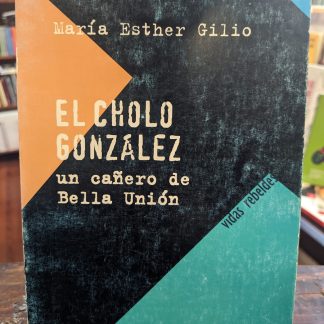 María Esther Gilio
EL CHOLO
GONZÁLEZ
un cañero de
Bella Unión
vidas rebeldes